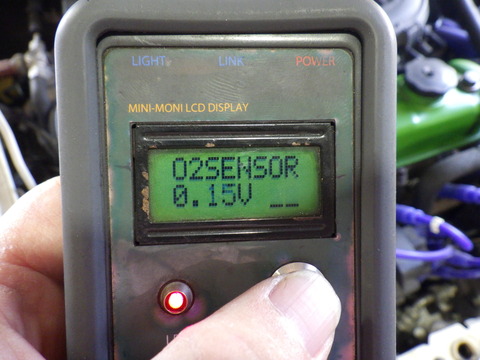 LIGHT LINK POWER
MINI-MONI LCD DISPLAY
O2SENSOR
0.15V __